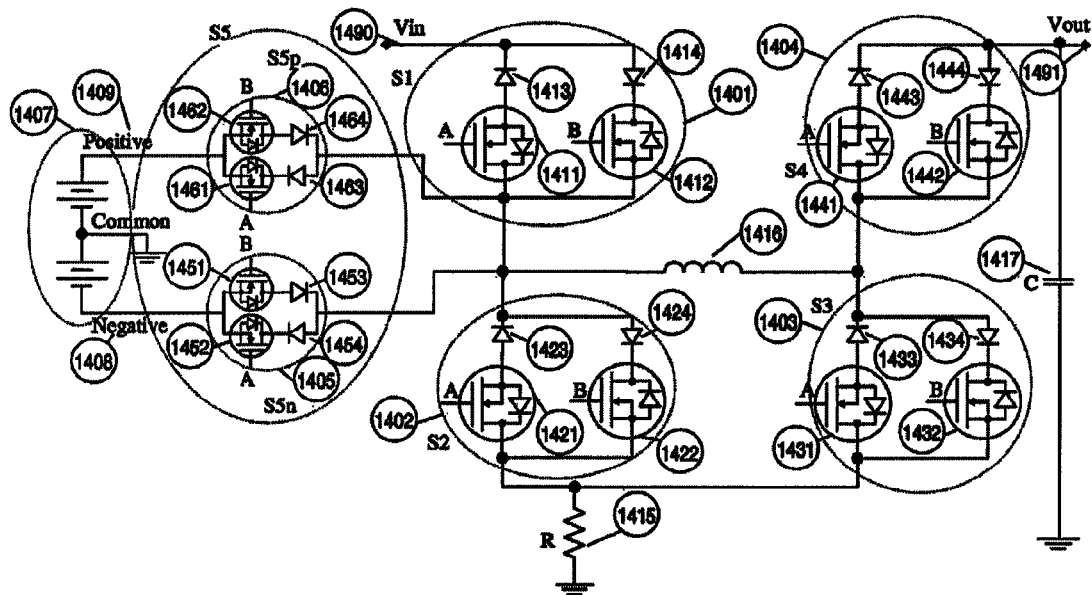 S5
1490
Vin
1404
Vout
1409
S5p
1406
S1
1414
1491
1407
B
1462
1464
1413
1401
1443
1444
Positive
A
B
A
B
1461
1463
1411
1412
S4
1442
1441
Common
A
B
1416
1451
1453
1417
C
1424
1403
S3
Negative
1452
1454
1423
1433
1434
1408
A
1405
A
B
A
B
S5n
1402
S2
1421
1422
1431
1432
R
1415